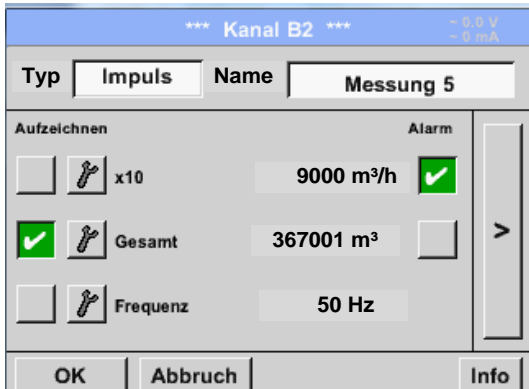 *** Kanal B2 *** ~ 0.0 V
~ 0 mA
Typ Impuls Name Messung 5
Aufzeichnen Alarm
x10 9000 m³/h
Gesamt 367001 m³ >
Frequenz 50 Hz
OK Abbruch Info